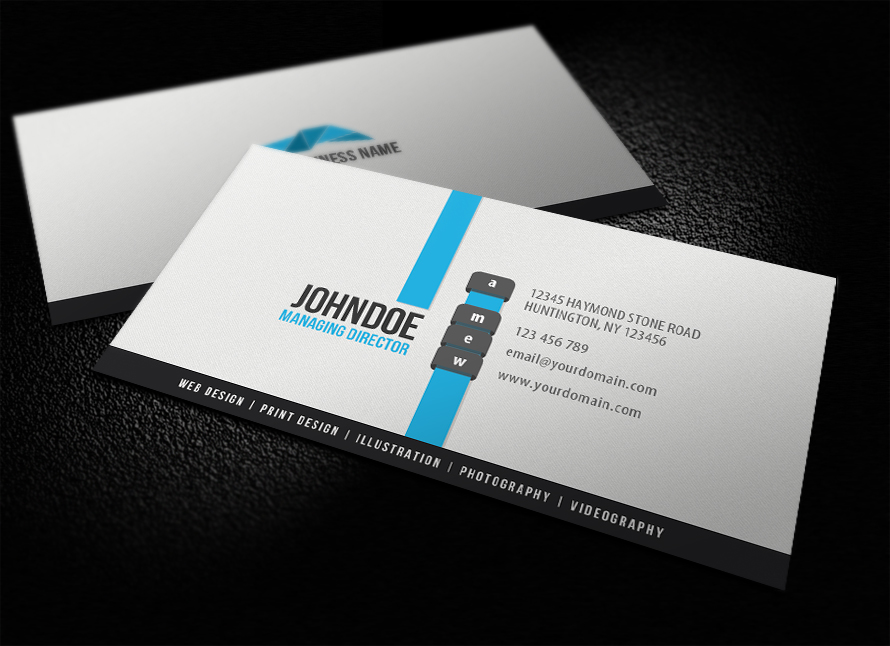 NESS NAME
JOHNDOE
MANAGING DIRECTOR
a
m
e
w
12345 HAYMOND STONE ROAD
HUNTINGTON, NY 123456
123 456 789
email@yourdomain.com
www.yourdomain.com
WEB DESIGN | PRINT DESIGN | ILLUSTRATION | PHOTOGRAPHY | VIDEOGRAPHY